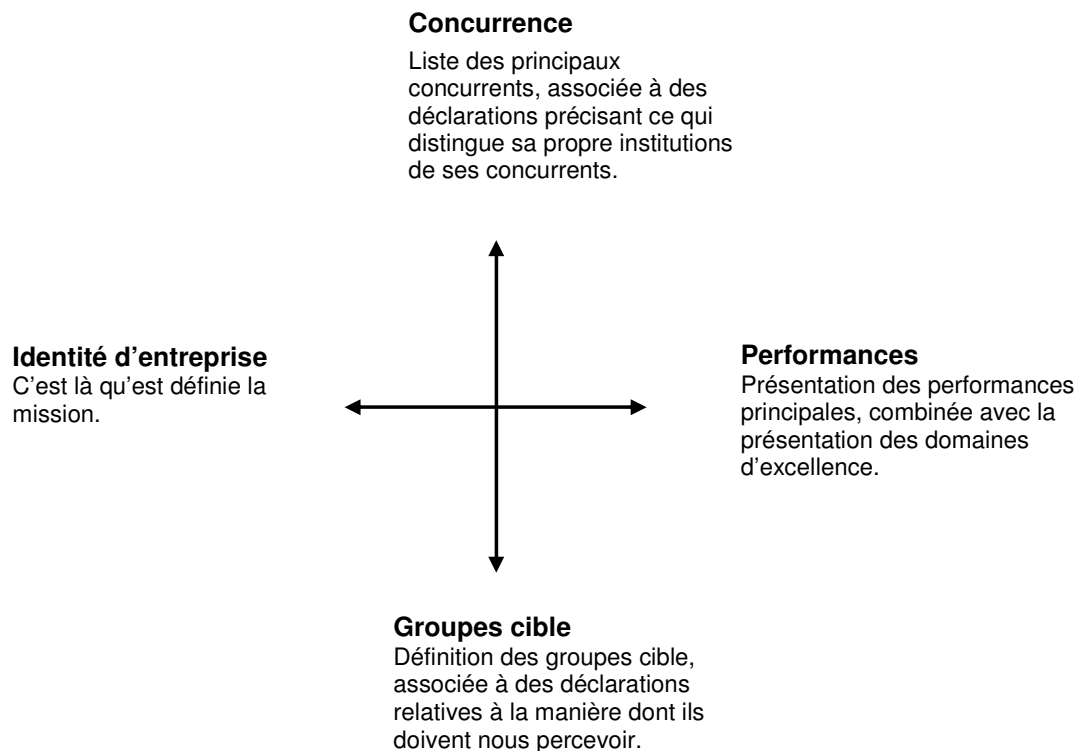 Concurrence
Liste des principaux
concurrents, associée à des
déclarations précisant ce qui
distingue sa propre institutions
de ses concurrents.
Identité d’entreprise
C’est là qu’est définie la
mission.
Performances
Présentation des performances
principales, combinée avec la
présentation des domaines
d’excellence.
Groupes cible
Définition des groupes cible,
associée à des déclarations
relatives à la manière dont ils
doivent nous percevoir.